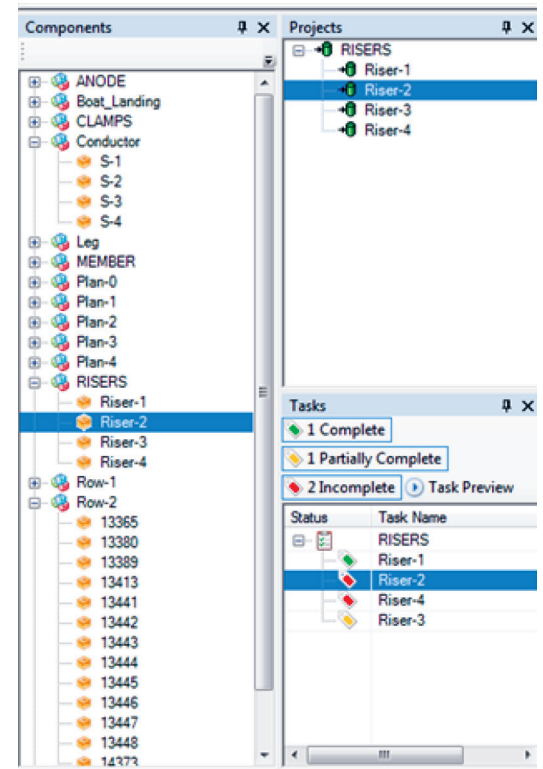 Components
ANODE
Boat_Landing
CLAMPS
Conductor
S-1
S-2
S-3
S-4
Leg
MEMBER
Plan-0
Plan-1
Plan-2
Plan-3
Plan-4
RISERS
Riser-1
Riser-2
Riser-3
Riser-4
Row-1
Row-2
13365
13380
13389
13413
13441
13442
13443
13444
13445
13446
13447
13448
14373
Projects
RISERS
Riser-1
Riser-2
Riser-3
Riser-4
Tasks
1 Complete
1 Partially Complete
2 Incomplete Task Preview
Status Task Name
RISERS
Riser-1
Riser-2
Riser-4
Riser-3